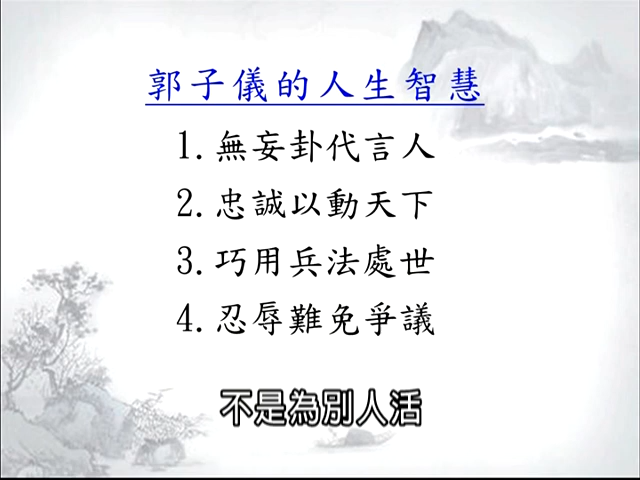 郭子儀的人生智慧
1.無妄卦代言人
2.忠誠以動天下
3.巧用兵法處世
4.忍辱難免爭議
不是為別人活